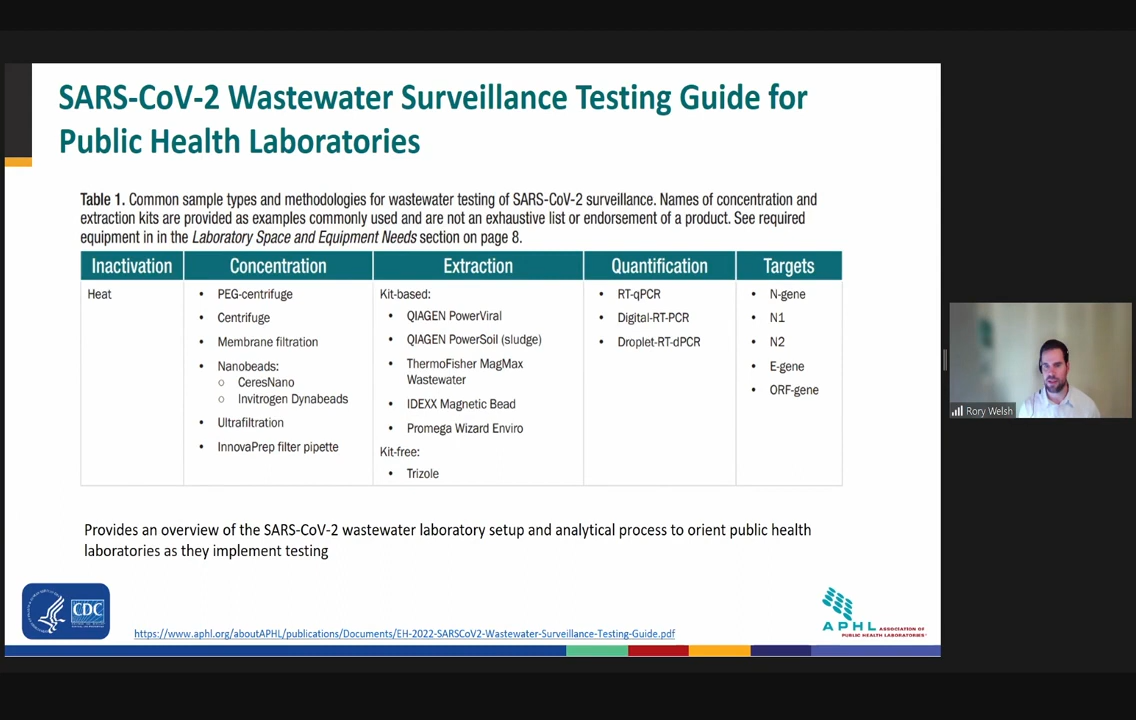 SARS-CoV-2 Wastewater Surveillance Testing Guide for
Public Health Laboratories
Table 1. Common sample types and methodologies for wastewater testing of SARS-CoV-2 surveillance. Names of concentration and
extraction kits are provided as examples commonly used and are not an exhaustive list or endorsement of a product. See required
equipment in in the Laboratory Space and Equipment Needs section on page 8.
Inactivation
Heat
Concentration
• PEG-centrifuge
• Centrifuge
• Membrane filtration
• Nanobeads:
○ CeresNano
○ Invitrogen Dynabeads
• Ultrafiltration
• InnovaPrep filter pipette
Extraction
Kit-based:
• QIAGEN PowerViral
• QIAGEN PowerSoil (sludge)
• ThermoFisher MagMax
Wastewater
• IDEXX Magnetic Bead
• Promega Wizard Enviro
Kit-free:
• Trizole
Quantification
• RT-qPCR
• Digital-RT-PCR
• Droplet-RT-dPCR
Targets
• N-gene
• N1
• N2
• E-gene
• ORF-gene
Provides an overview of the SARS-CoV-2 wastewater laboratory setup and analytical process to orient public health
laboratories as they implement testing
CDC
https://www.aphl.org/aboutAPHL/publications/Documents/EH-2022-SARSCoV2-Wastewater-Surveillance-Testing-Guide.pdf
APHL ASSOCIATION OF
PUBLIC HEALTH LABORATORIES
Rory Welsh